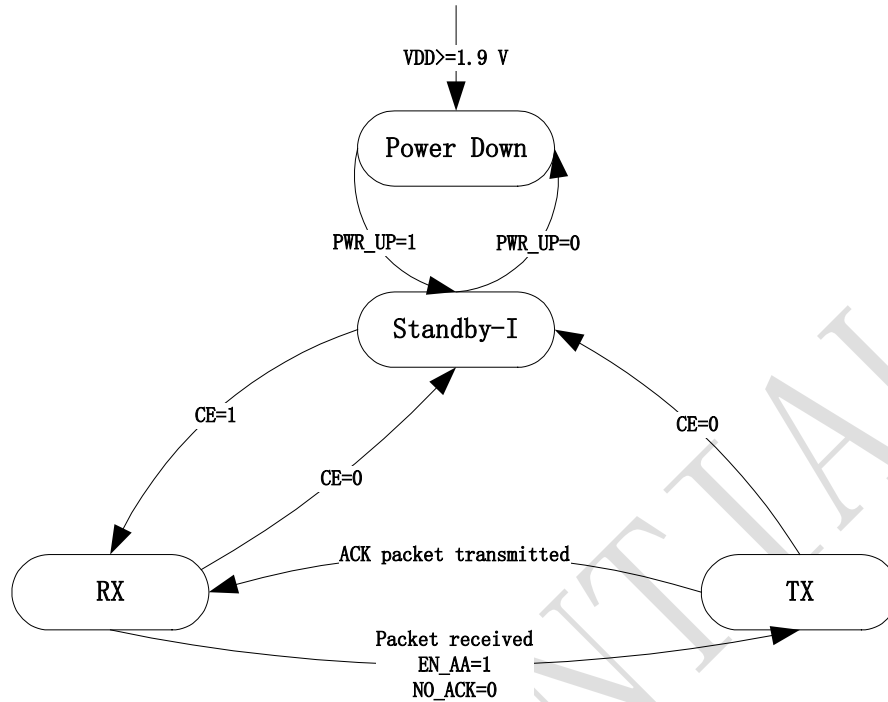 VDD>=1.9 V
Power Down
PWR_UP=1
PWR_UP=0
Standby-I
CE=1
CE=0
CE=0
ACK packet transmitted
RX
TX
Packet received
EN_AA=1
NO_ACK=0
ENTIAL